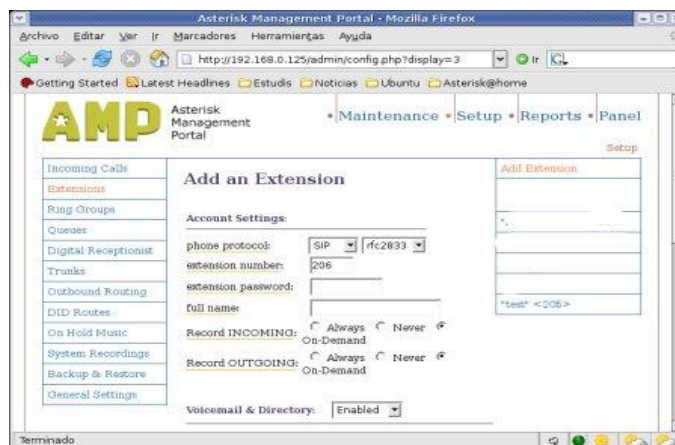 Asterisk Management Portal - Mozilla Firefox
Archivo Editar Ver Ir Marcadores Herramientas Ayuda
http://192.168.0.125/admin/config.php?display=3 Ir
Getting Started Latest Headlines Estudis Noticias Ubuntu Asterisk@home
AMP
Asterisk
Management
Portal
• Maintenance • Setup • Reports • Panel
Setup
Incoming Calls
Extensions
Ring Groups
Queues
Digital Receptionist
Trunks
Outbound Routing
DID Routes
On Hold Music
System Recordings
Backup & Restore
General Settings
Add an Extension
Account Settings:
phone protocol: SIP rfc2833
extension number: 206
extension password:
full name:
Record INCOMING: Always Never
On-Demand
Record OUTGOING: Always Never
On-Demand
Voicemail & Directory: Enabled
Add Extension
"test" <205>
Terminado